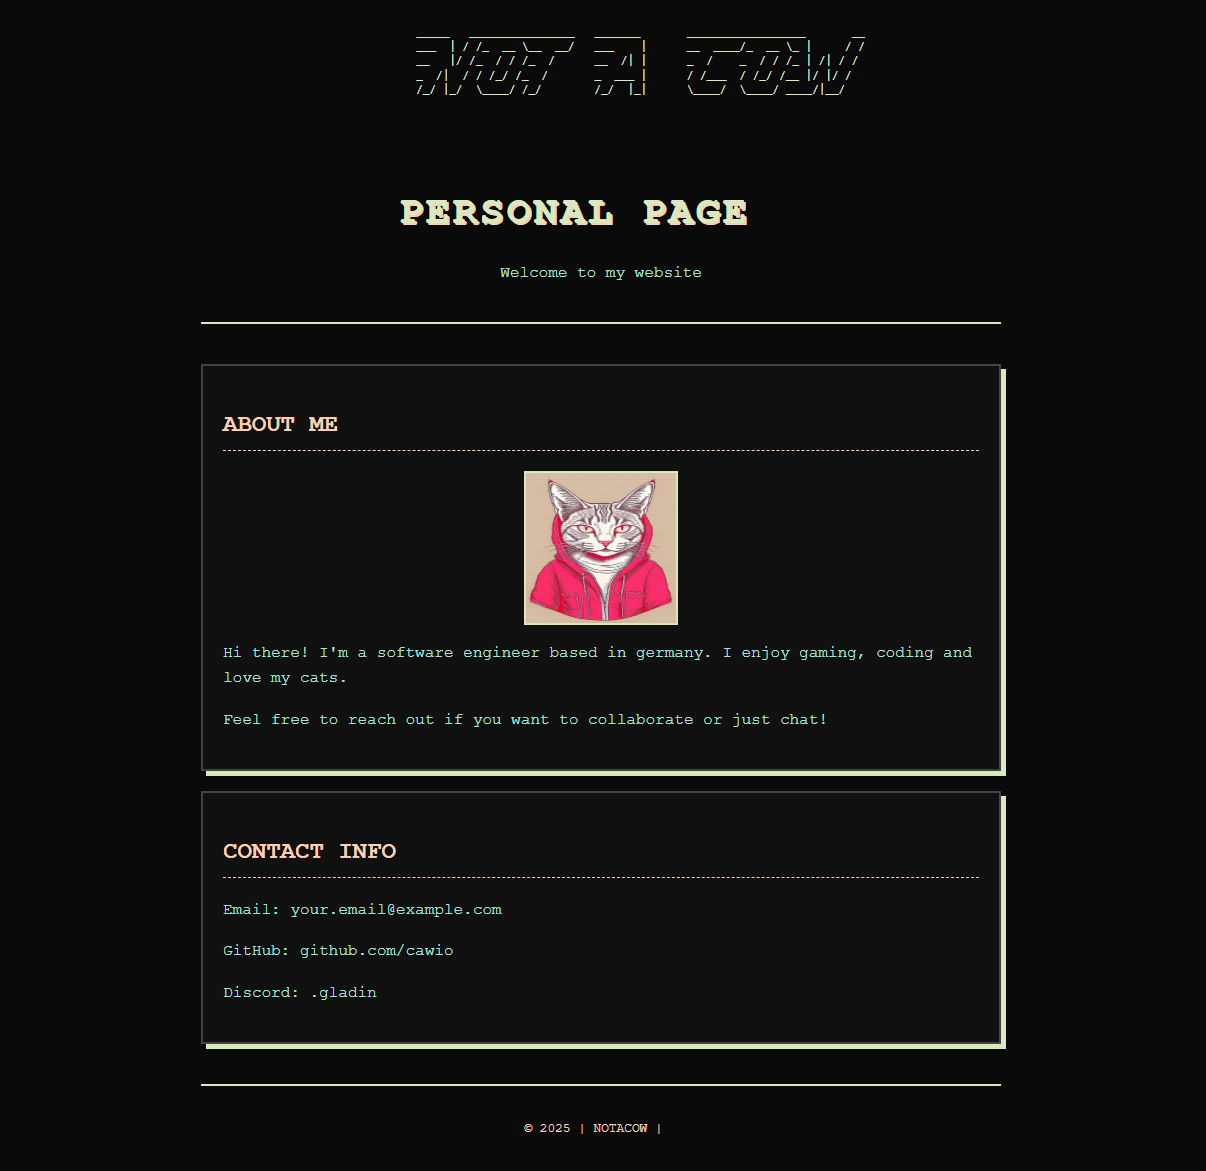 NOT A COW
PERSONAL PAGE
Welcome to my website
ABOUT ME
Hi there! I'm a software engineer based in germany. I enjoy gaming, coding and
love my cats.
Feel free to reach out if you want to collaborate or just chat!
CONTACT INFO
Email: your.email@example.com
GitHub: github.com/cawio
Discord: .gladin
© 2025 | NOTACOW |